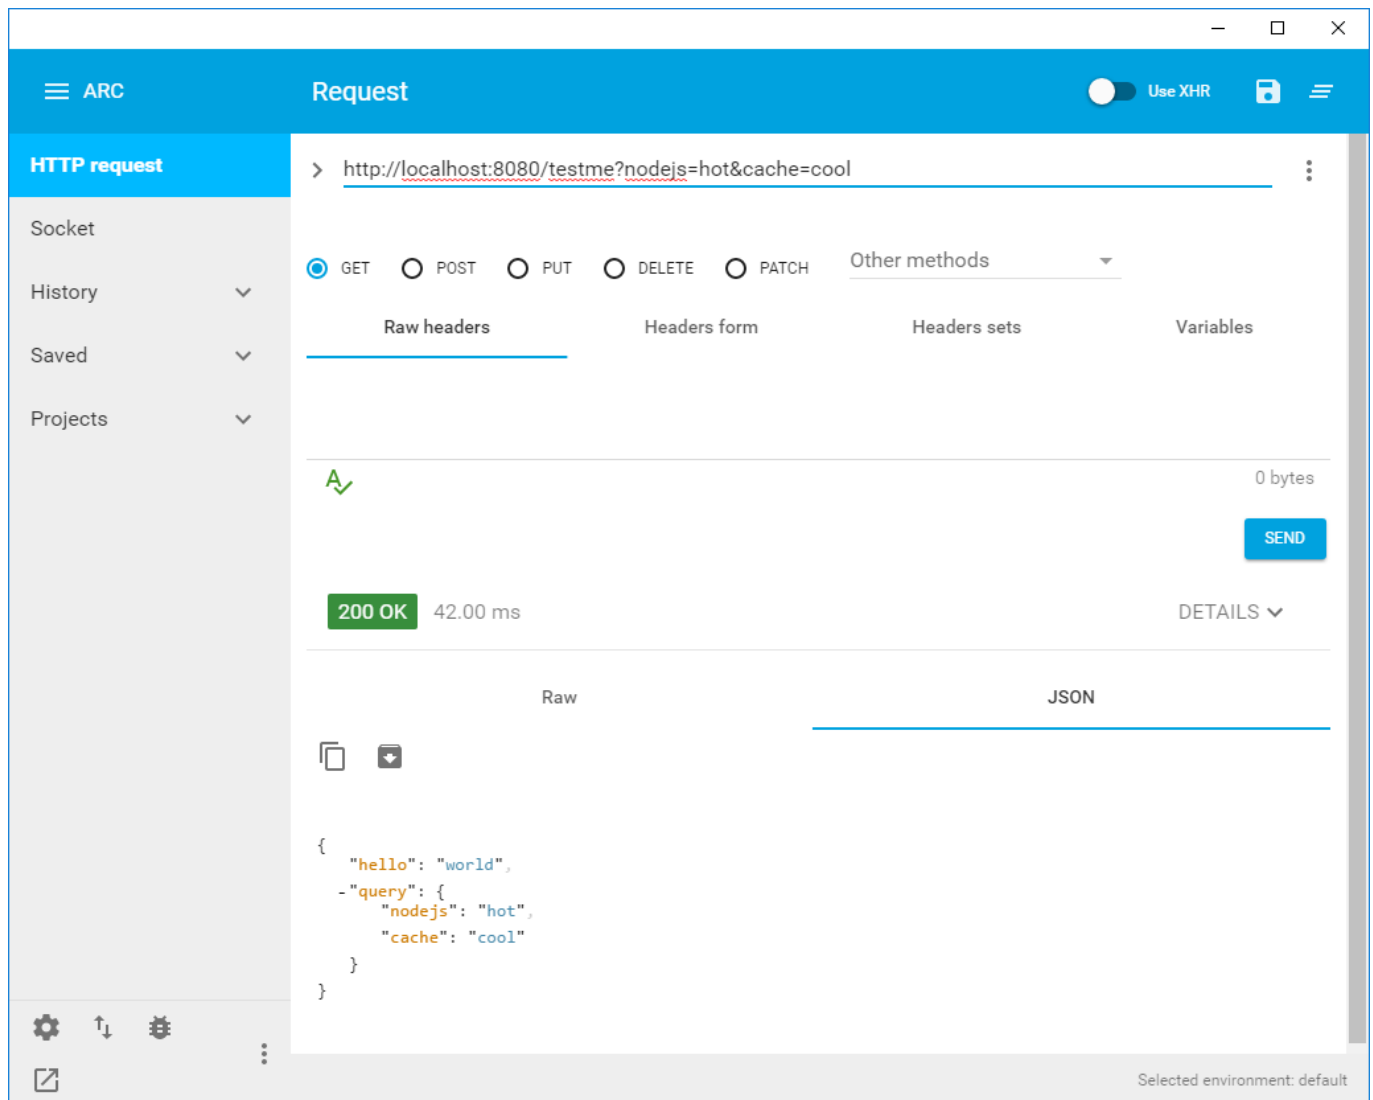 ARC
Request
Use XHR
HTTP request
Socket
History
Saved
Projects
http://localhost:8080/testme?nodejs=hot&cache=cool
GET POST PUT DELETE PATCH Other methods
Raw headers Headers form Headers sets Variables
0 bytes
SEND
200 OK 42.00 ms DETAILS
Raw JSON
{
"hello": "world",
-"query": {
"nodejs": "hot",
"cache": "cool"
}
}
Selected environment: default